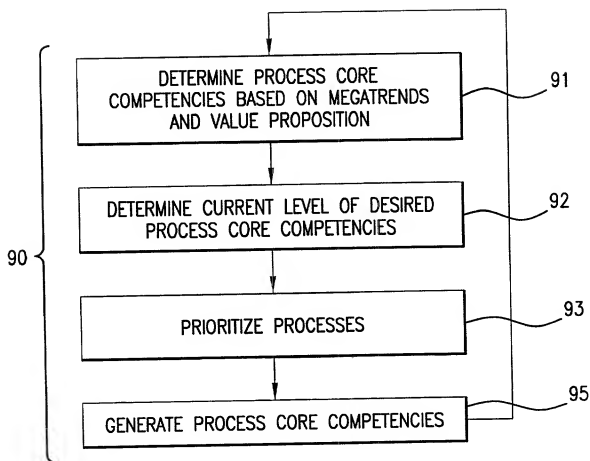 DETERMINE PROCESS CORE
COMPETENCIES BASED ON MEGATRENDS
AND VALUE PROPOSITION
91
DETERMINE CURRENT LEVEL OF DESIRED
PROCESS CORE COMPETENCIES
92
90
PRIORITIZE PROCESSES
93
GENERATE PROCESS CORE COMPETENCIES
95